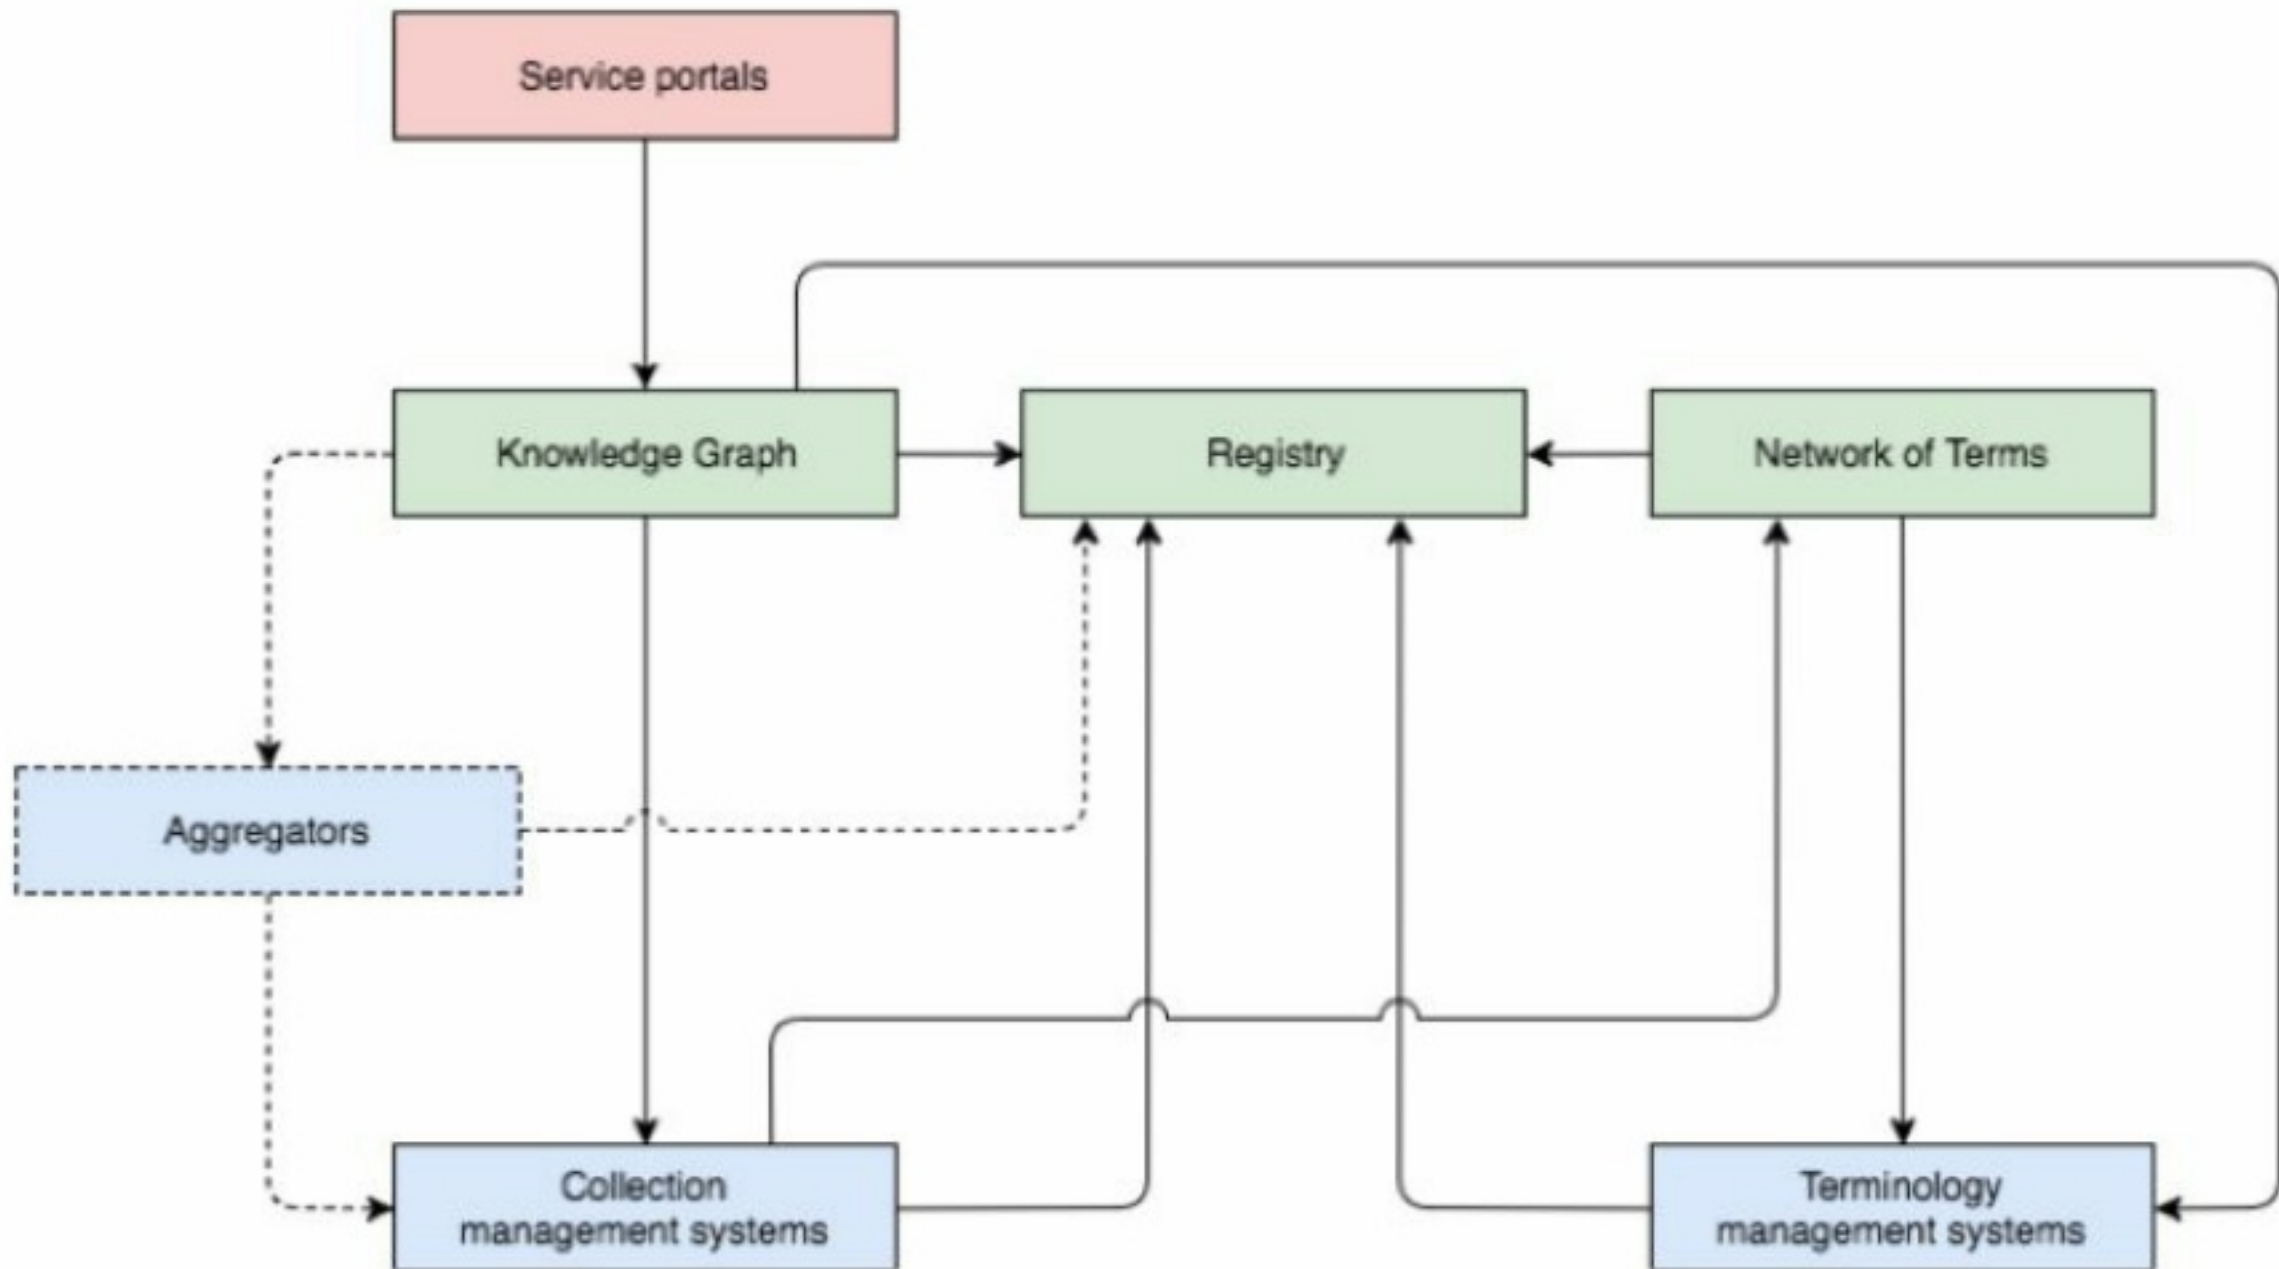 Service portals
Knowledge Graph
Registry
Network of Terms
Aggregators
Collection
management systems
Terminology
management systems